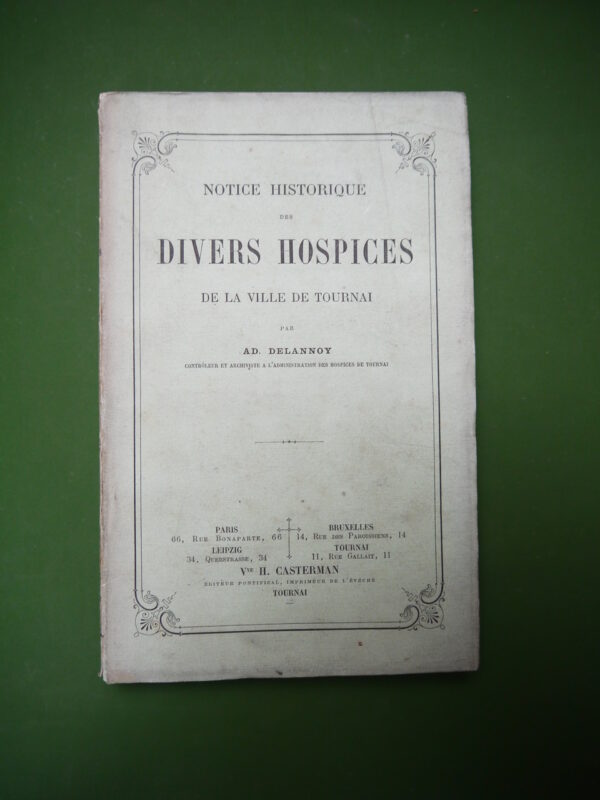 NOTICE HISTORIQUE
DES
DIVERS HOSPICES
DE LA VILLE DE TOURNAI
PAR
AD. DELANNOY
CONTRÔLEUR ET ARCHIVISTE A L'ADMINISTRATION DES HOSPICES DE TOURNAI
PARIS
66, RUE BONAPARTE, 66
LEIPZIG
34, QUERSTRASSE, 34
BRUXELLES
14, RUE DES PAROISSIENS, 14
TOURNAI
11, RUE GALLAIT, 11
Vve H. CASTERMAN
ÉDITEUR PONTIFICAL, IMPRIMEUR DE L'ÉVÊCHÉ
TOURNAI